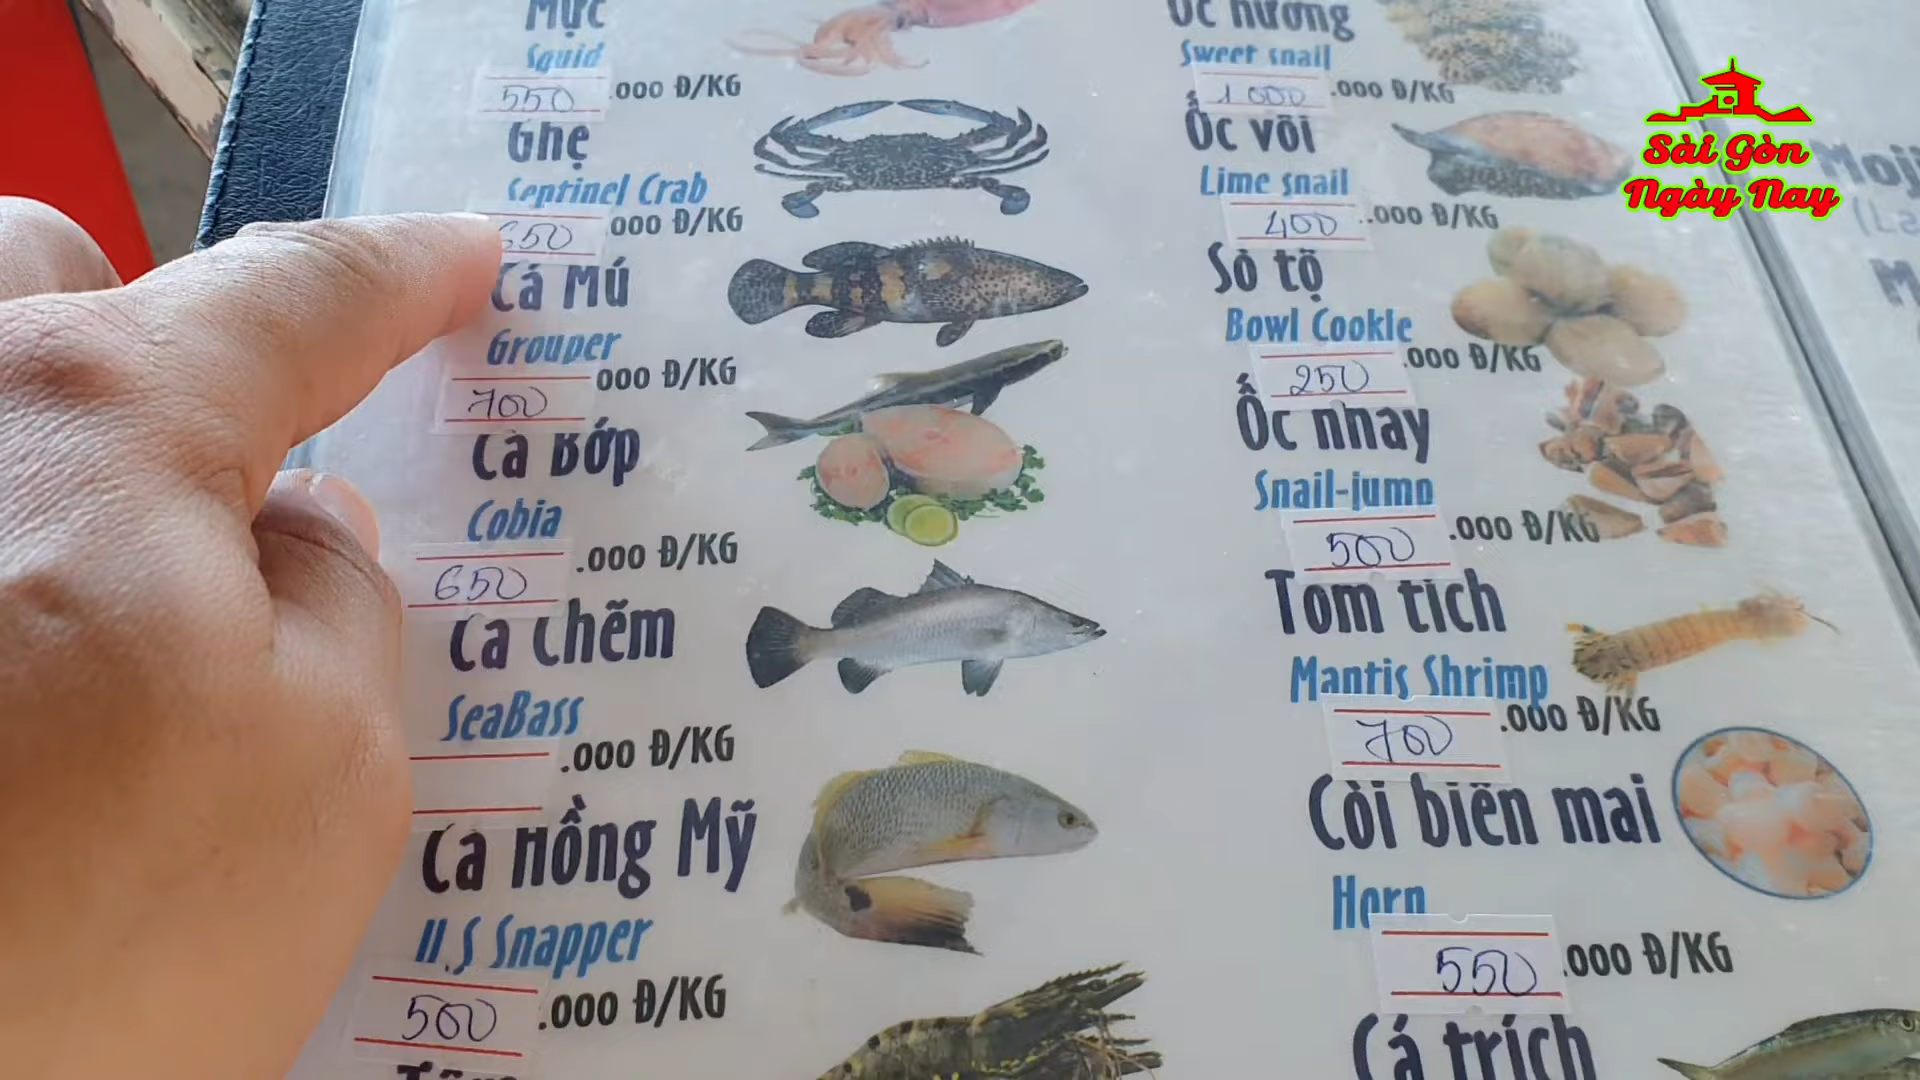 Mực
Squid
550 .000 Đ/KG
Ghẹ
Sentinel Crab
650 .000 Đ/KG
Cá Mú
Grouper
700 000 Đ/KG
Cá Bớp
Cobia
650 .000 Đ/KG
Cá Chẽm
SeaBass
.000 Đ/KG
Cá Hồng Mỹ
U.S Snapper
500 .000 Đ/KG
Ốc hương
Sweet snail
1000 .000 Đ/KG
Ốc vôi
Lime snail
400 .000 Đ/KG
Sò tộ
Bowl Cookle
250 .000 Đ/KG
Ốc nhảy
Snail-jump
500 .000 Đ/KG
Tôm tích
Mantis Shrimp
700 .000 Đ/KG
Còi biên mai
Horn
550 .000 Đ/KG
Cá trích
Sài Gòn
Ngày Nay